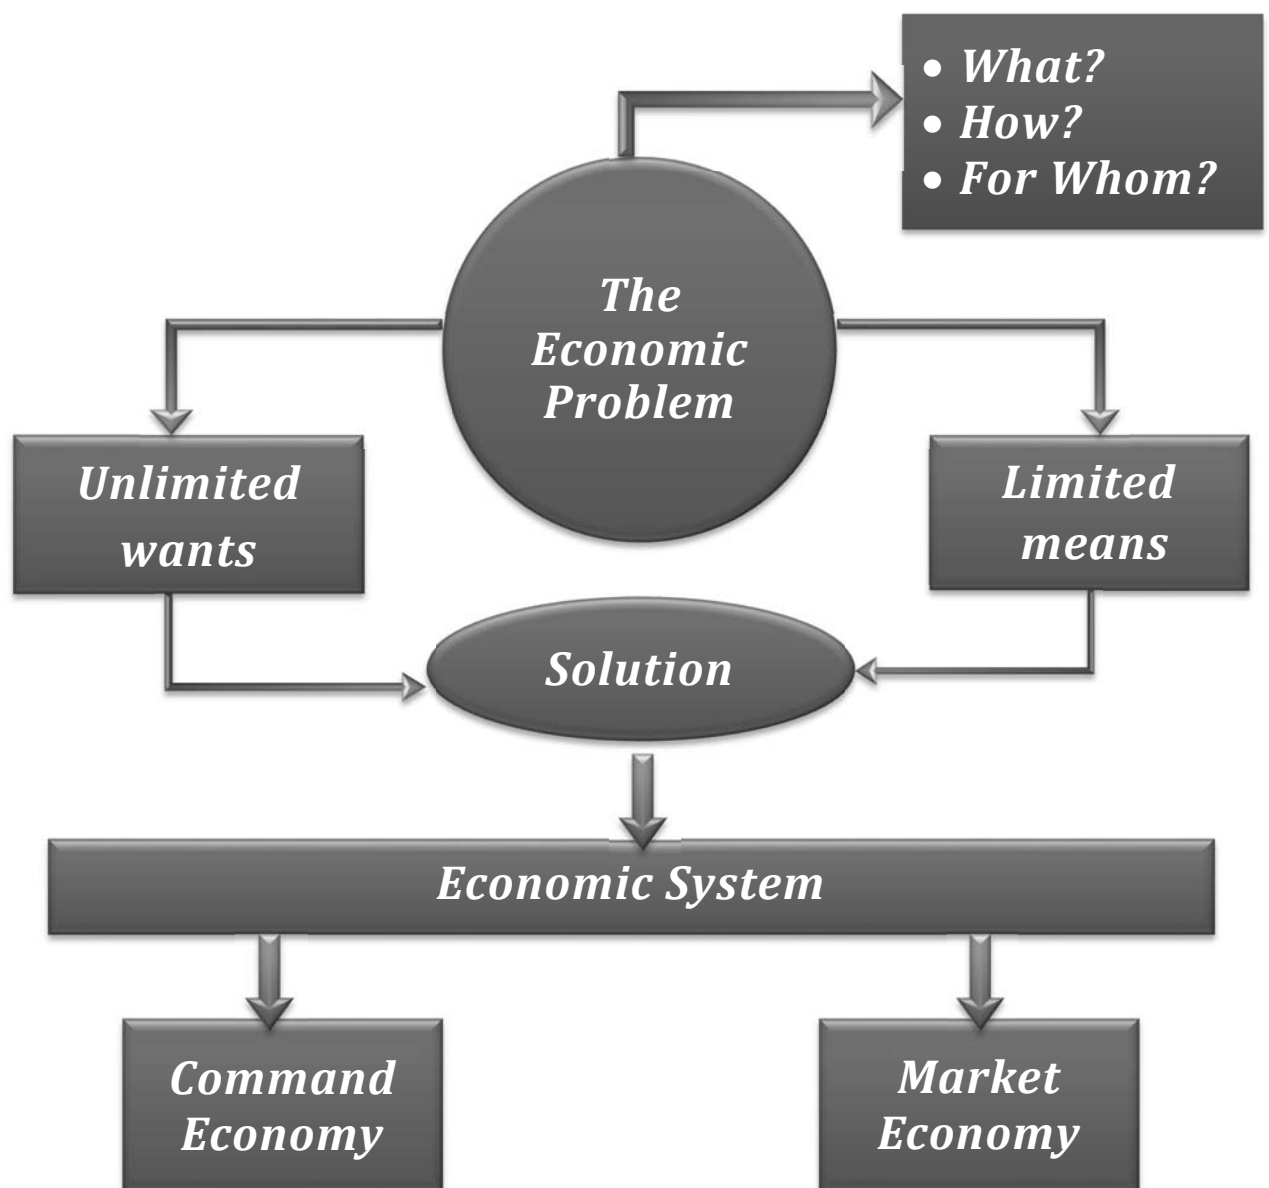 • What?
• How?
• For Whom?
The
Economic
Problem
Unlimited
wants
Limited
means
Solution
Economic System
Command
Economy
Market
Economy